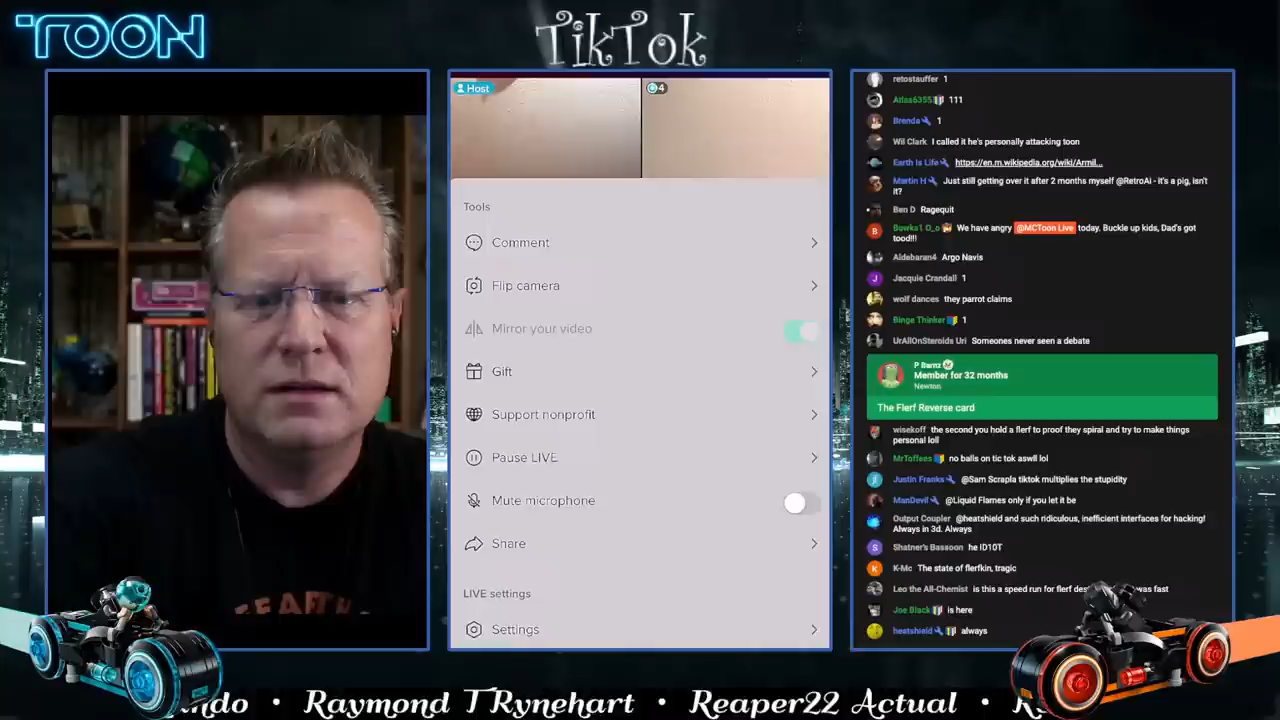 TOON
TikTok
Host
4
Tools
Comment
Flip camera
Mirror your video
Gift
Support nonprofit
Pause LIVE
Mute microphone
Share
LIVE settings
Settings
retostauffer 1
Atlas6355 111
Brenda 1
Wil Clark I called it he's personally attacking toon
Earth Is Life https://en.m.wikipedia.org/wiki/Armil...
Martin H Just still getting over it after 2 months myself @RetroAi - it's a pig, isn't
it?
Ben D Ragequit
Bowks1 O_o We have angry @MCToon Live today. Buckle up kids, Dad's got
tood!!!
Aldebaran4 Argo Navis
Jacquie Crandall 1
wolf dances they parrot claims
Binge Thinker 1
UrAllOnSteroids Uri Someones never seen a debate
P Barnz
Member for 32 months
Newton
The Flerf Reverse card
wisekoff the second you hold a flerf to proof they spiral and try to make things
personal lol
MrToffees no balls on tic tok aswll lol
Justin Franks @Sam Scrapla tiktok multiplies the stupidity
ManDevil @Liquid Flames only if you let it be
Output Coupler @heatshield and such ridiculous, inefficient interfaces for hacking!
Always in 3d. Always
Shatner's Bassoon he ID10T
K-Mc The state of flerfkin, tragic
Leo the All-Chemist is this a speed run for flerf des was fast
Joe Black is here
heatshield always
ndo • Raymond T Rynehart • Reaper22 Actual •